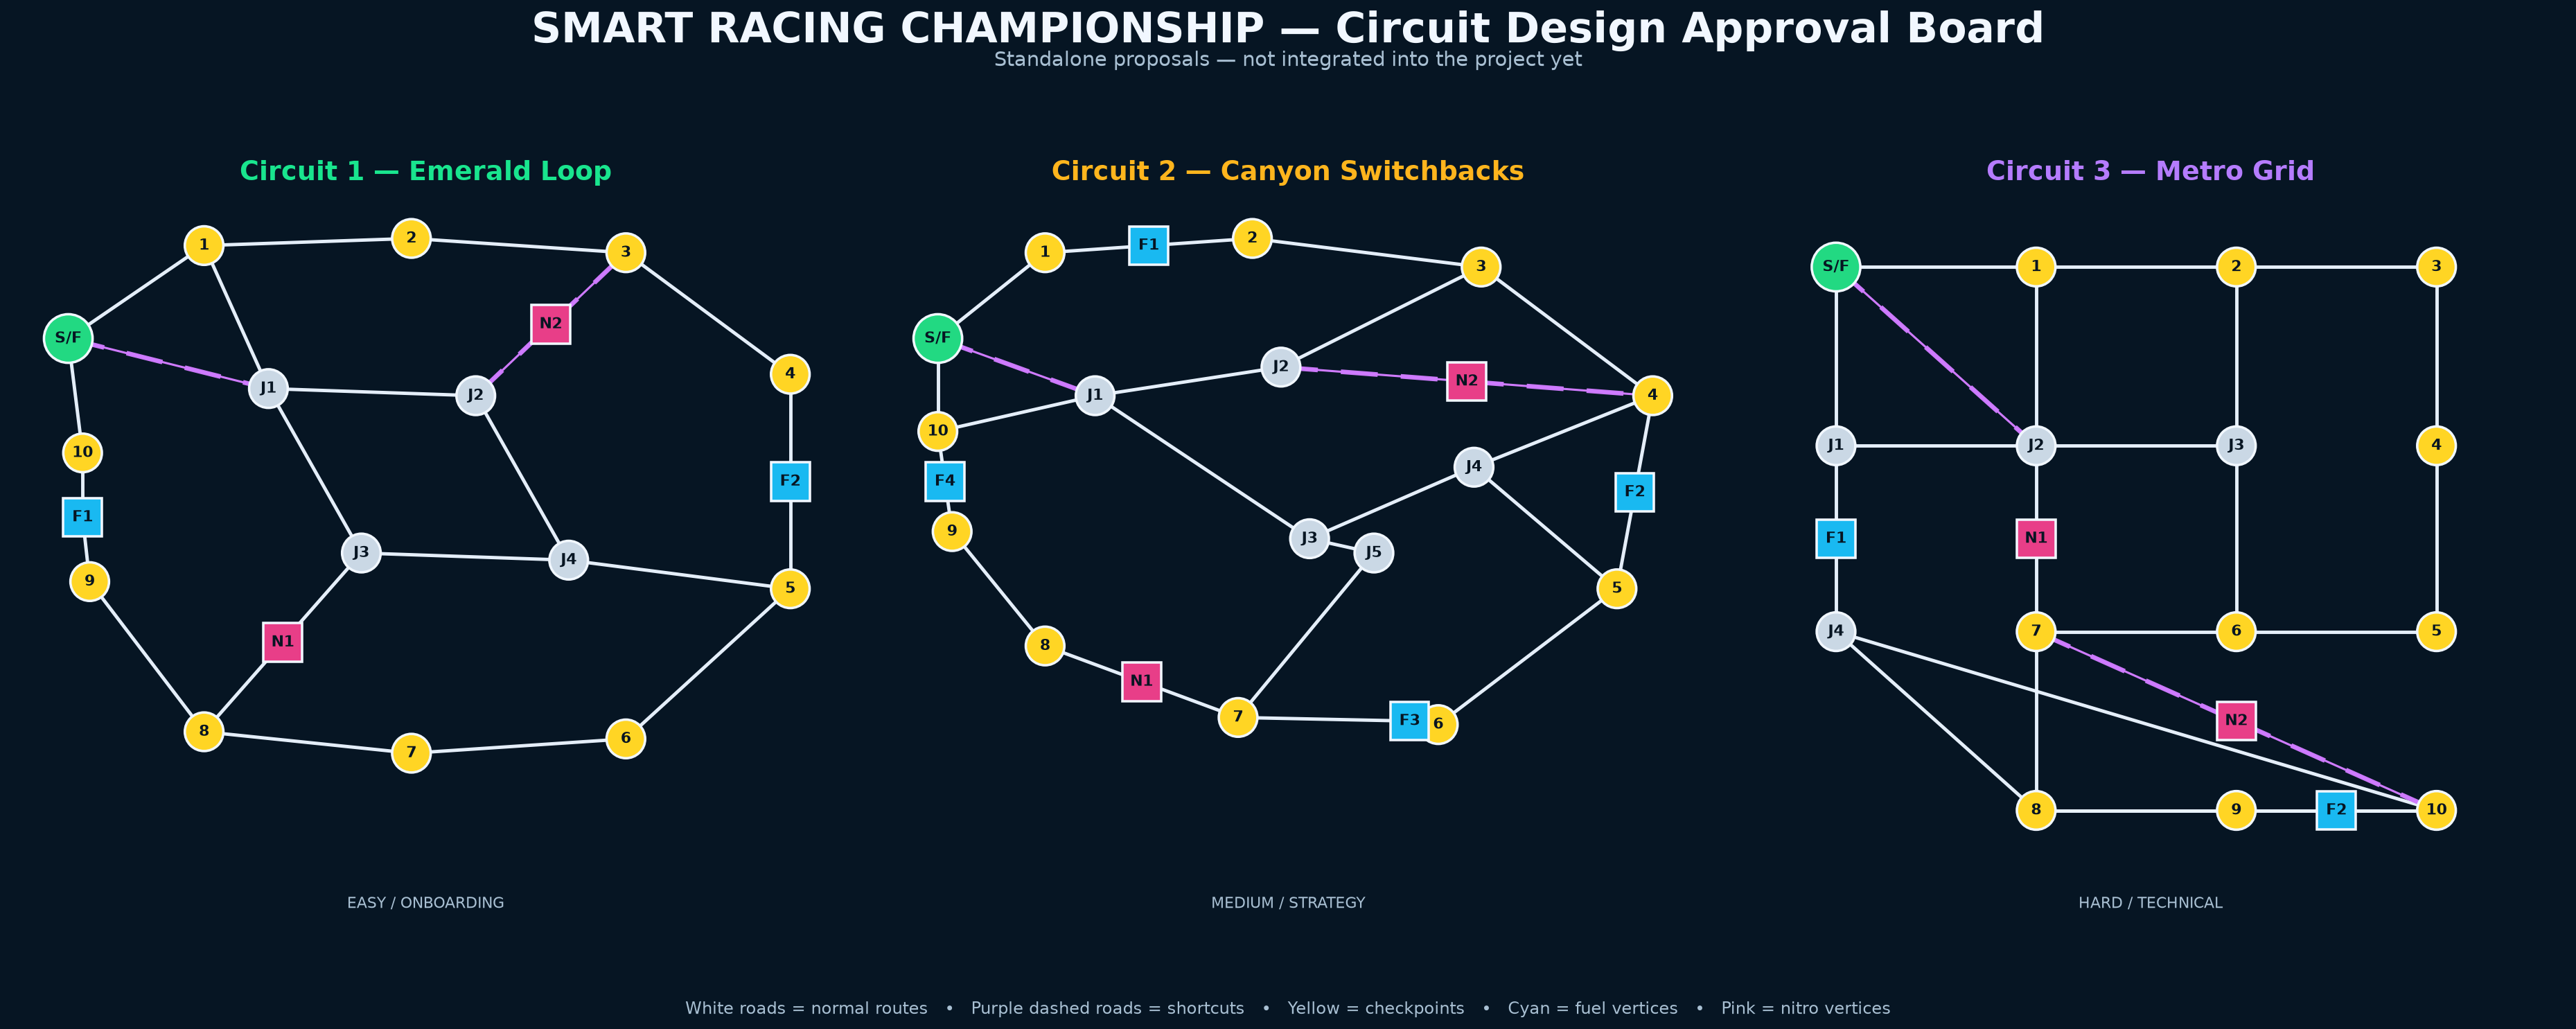 SMART RACING CHAMPIONSHIP — Circuit Design Approval Board
Standalone proposals — not integrated into the project yet
Circuit 1 — Emerald Loop
1
2
3
N2
S/F
4
J1
J2
10
F2
F1
J3
J4
9
5
N1
8
7
6
EASY / ONBOARDING
Circuit 2 — Canyon Switchbacks
1
F1
2
3
S/F
J2
N2
J1
4
10
J4
F4
F2
9
J3
J5
5
8
N1
7
F3
6
MEDIUM / STRATEGY
Circuit 3 — Metro Grid
S/F
1
2
3
J1
J2
J3
4
F1
N1
J4
7
6
5
N2
8
9
F2
10
HARD / TECHNICAL
White roads = normal routes • Purple dashed roads = shortcuts • Yellow = checkpoints • Cyan = fuel vertices • Pink = nitro vertices